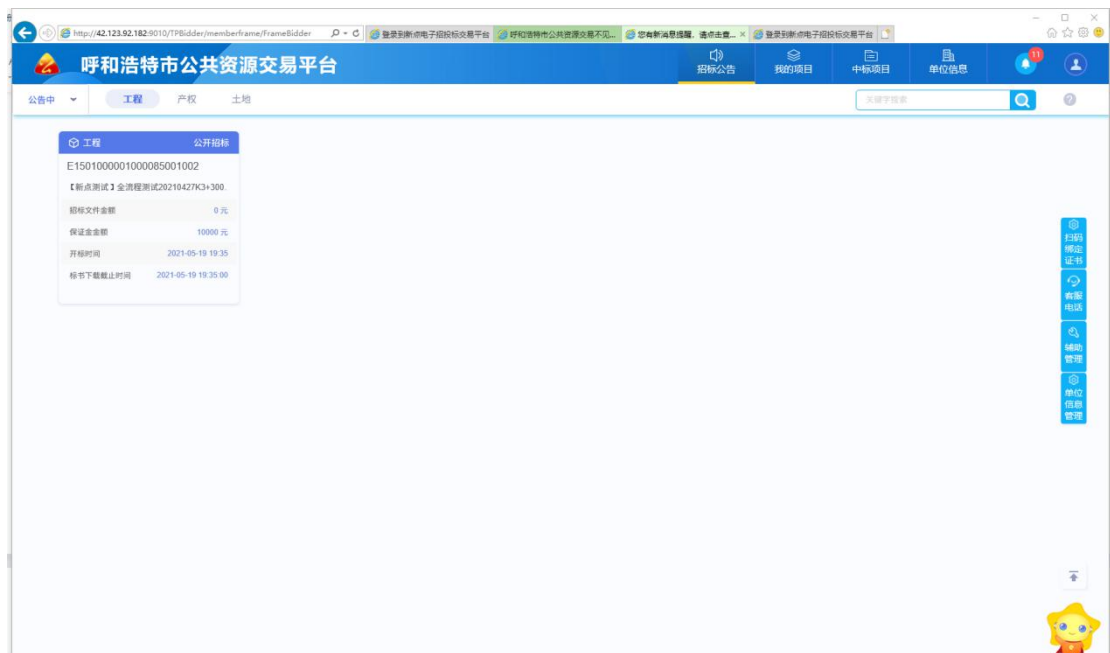 http://42.123.92.182:9010/TPBidder/memberframe/FrameBidder
登录到新点电子招投标交易平台
呼和浩特市公共资源交易不见...
您有新消息提醒，请点击查...
登录到新点电子招投标交易平台
呼和浩特市公共资源交易平台
招标公告
我的项目
中标项目
单位信息
11
公告中
工程
产权
土地
关键字搜索
工程 公开招标
E1501000001000085001002
【新点测试】全流程测试20210427K3+300...
招标文件金额 0 元
保证金金额 10000 元
开标时间 2021-05-19 19:35
标书下载截止时间 2021-05-19 19:35:00
扫码
绑定
证书
客服
电话
辅助
管理
单位
信息
管理